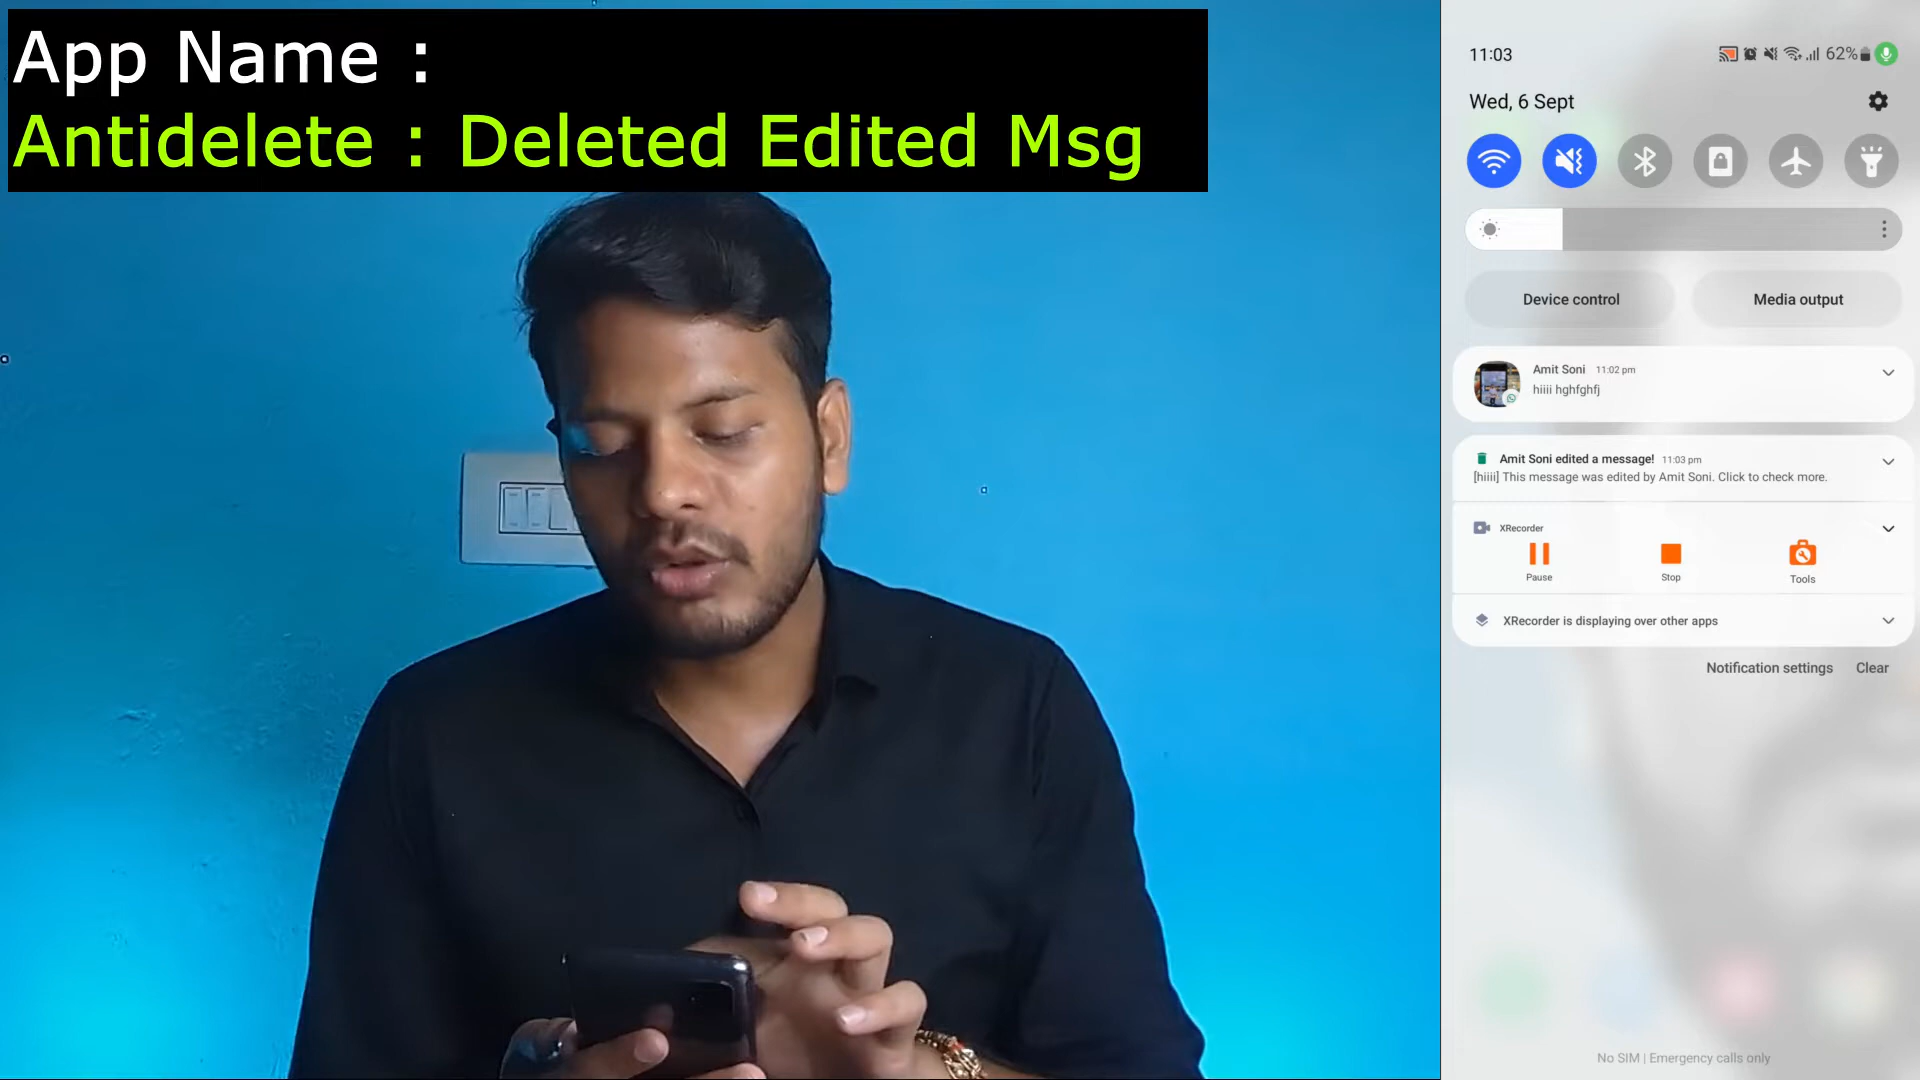 App Name :
Antidelete : Deleted Edited Msg
11:03
62%
Wed, 6 Sept
Device control
Media output
Amit Soni 11:02 pm
hiiii hghfghfj
Amit Soni edited a message! 11:03 pm
[hiiii] This message was edited by Amit Soni. Click to check more.
XRecorder
Pause
Stop
Tools
XRecorder is displaying over other apps
Notification settings
Clear
No SIM | Emergency calls only